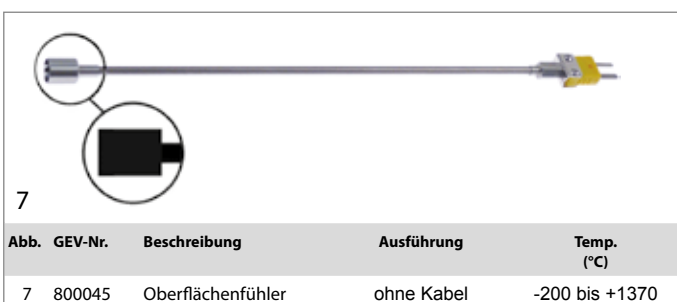 7
Abb. GEV-Nr. Beschreibung Ausführung Temp.
(°C)
7 800045 Oberflächenfühler ohne Kabel -200 bis +1370